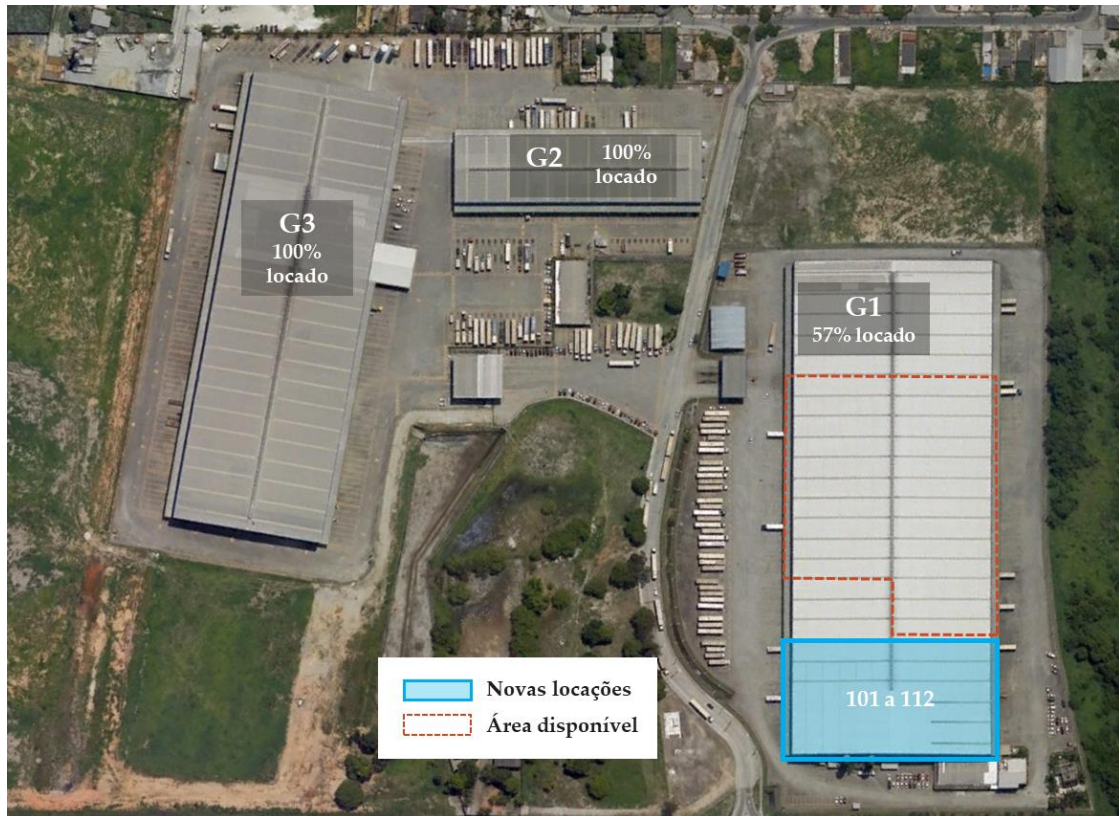 G2
100%
locado
G3
100%
locado
G1
57% locado
101 a 112
Novas locações
Área disponível